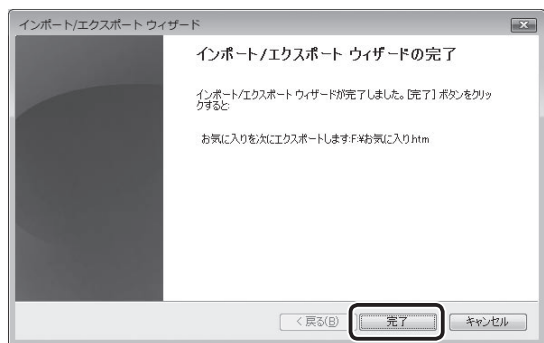 インポート/エクスポート ウィザード
インポート/エクスポート ウィザードの完了
インポート/エクスポート ウィザードが完了しました。[完了] ボタンをクリッ
クすると:
お気に入りを次にエクスポートします:F:¥お気に入り.htm
< 戻る(B)
完了
キャンセル